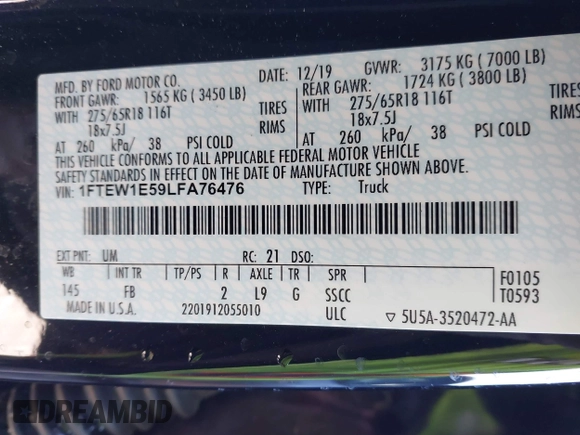 MFD. BY FORD MOTOR CO.
DATE: 12/19 GVWR: 3175 KG ( 7000 LB)
FRONT GAWR: 1565 KG ( 3450 LB) REAR GAWR: 1724 KG ( 3800 LB)
WITH 275/65R18 116T TIRES WITH 275/65R18 116T TIRES
18x7.5J RIMS 18x7.5J RIMS
AT 260 kPa/ 38 PSI COLD AT 260 kPa/ 38 PSI COLD
THIS VEHICLE CONFORMS TO ALL APPLICABLE FEDERAL MOTOR VEHICLE
SAFETY STANDARDS IN EFFECT ON THE DATE OF MANUFACTURE SHOWN ABOVE.
VIN: 1FTEW1E59LFA76476 TYPE: Truck
EXT PNT: UM RC: 21 DSO:
WB INT TR TP/PS R AXLE TR SPR F0105
145 FB 2 L9 G SSCC T0593
MADE IN U.S.A. 2201912055010 ULC ▽ 5U5A-3520472-AA
DREAMBID